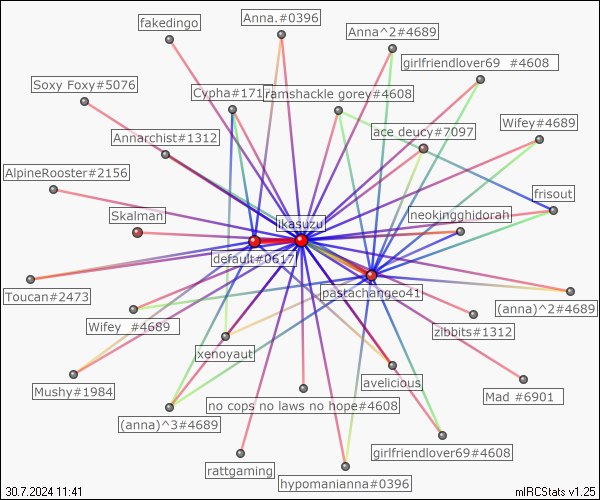 fakedingo
Anna.#0396
Anna^2#4689
girlfriendlover69 #4608
Soxy Foxy#5076
Cypha#171
ramshackle gorey#4608
Annarchist#1312
ace deucy#7097
Wifey#4689
AlpineRooster#2156
frisout
Skalman
Ikasuzu
neokingghidorah
default#0617
Toucan#2473
pastachangeo41
(anna)^2#4689
Wifey #4689
zibbits#1312
xenoyaut
Mushy#1984
avelicious
Mad #6901
no cops no laws no hope#4608
(anna)^3#4689
girlfriendlover69#4608
rattgaming
hypomanianna#0396
30.7.2024 11:41
mIRCStats v1.25